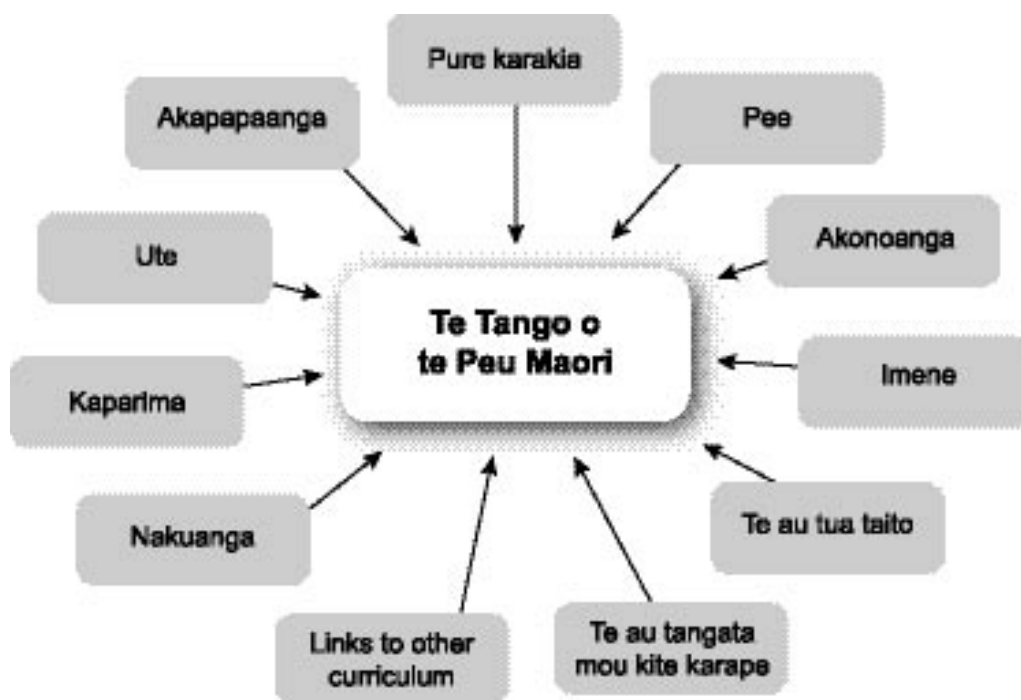 Pure karakia
Akapapaanga
Pee
Ute
Akonoanga
Te Tango o
te Peu Maori
Kaparima
Imene
Nakuanga
Te au tua taito
Links to other
curriculum
Te au tangata
mou kite karape